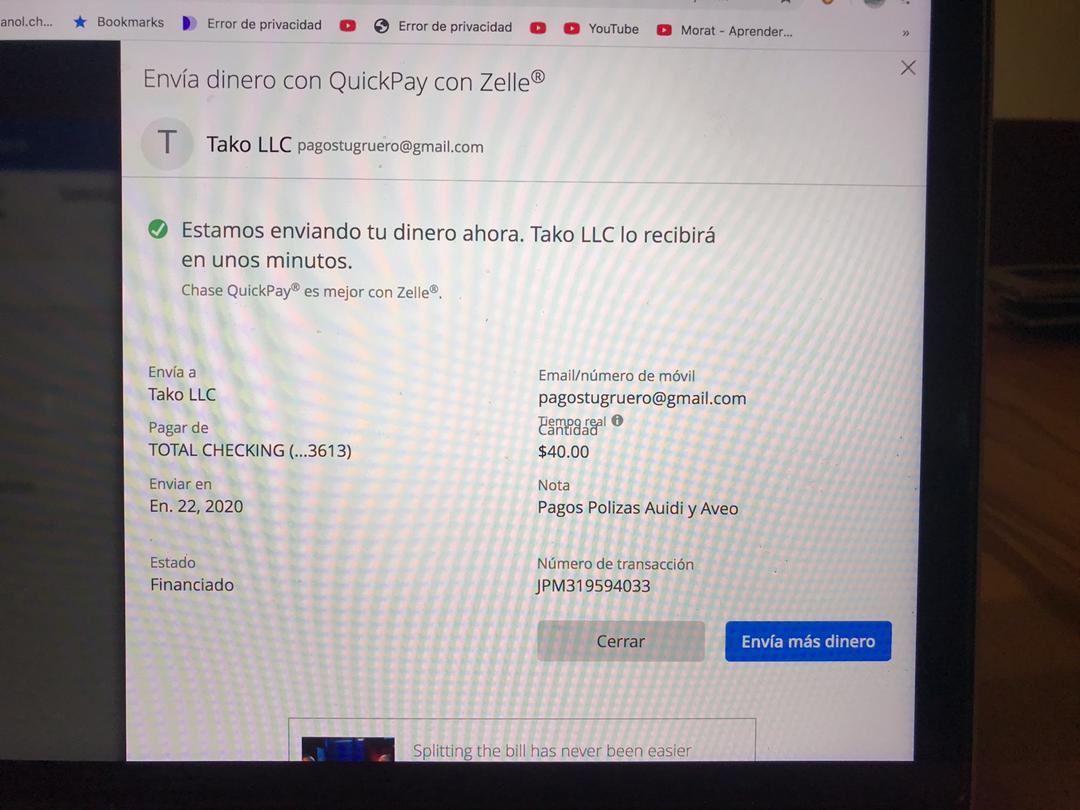 anol.ch...
Bookmarks
Error de privacidad
Error de privacidad
YouTube
Morat - Aprender...
»
Envía dinero con QuickPay con Zelle®
T
Tako LLC pagostugruero@gmail.com
Estamos enviando tu dinero ahora. Tako LLC lo recibirá
en unos minutos.
Chase QuickPay® es mejor con Zelle®.
Envía a
Tako LLC
Email/número de móvil
pagostugruero@gmail.com
Pagar de
TOTAL CHECKING (...3613)
Tiempo real
Cantidad
$40.00
Enviar en
En. 22, 2020
Nota
Pagos Polizas Auidi y Aveo
Estado
Financiado
Número de transacción
JPM319594033
Cerrar
Envía más dinero
Splitting the bill has never been easier